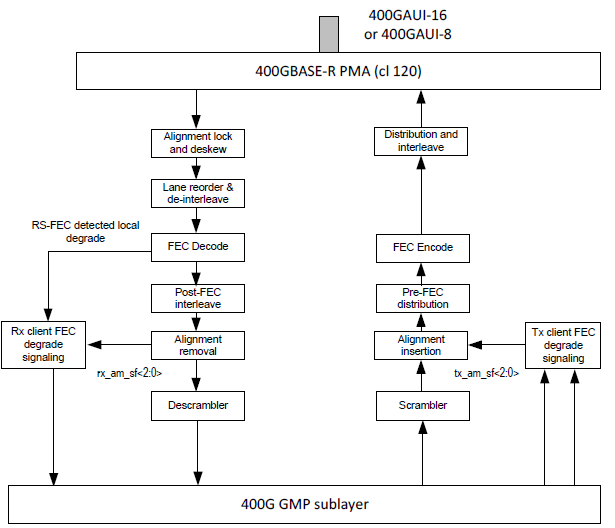 400GAUI-16
or 400GAUI-8
400GBASE-R PMA (cl 120)
Alignment lock
and deskew
Distribution and
interleave
Lane reorder &
de-interleave
RS-FEC detected local
degrade
FEC Decode
FEC Encode
Post-FEC
interleave
Pre-FEC
distribution
Rx client FEC
degrade
signaling
Alignment
removal
Alignment
insertion
Tx client FEC
degrade
signaling
rx_am_sf<2:0>
tx_am_sf<2:0>
Descrambler
Scrambler
400G GMP sublayer